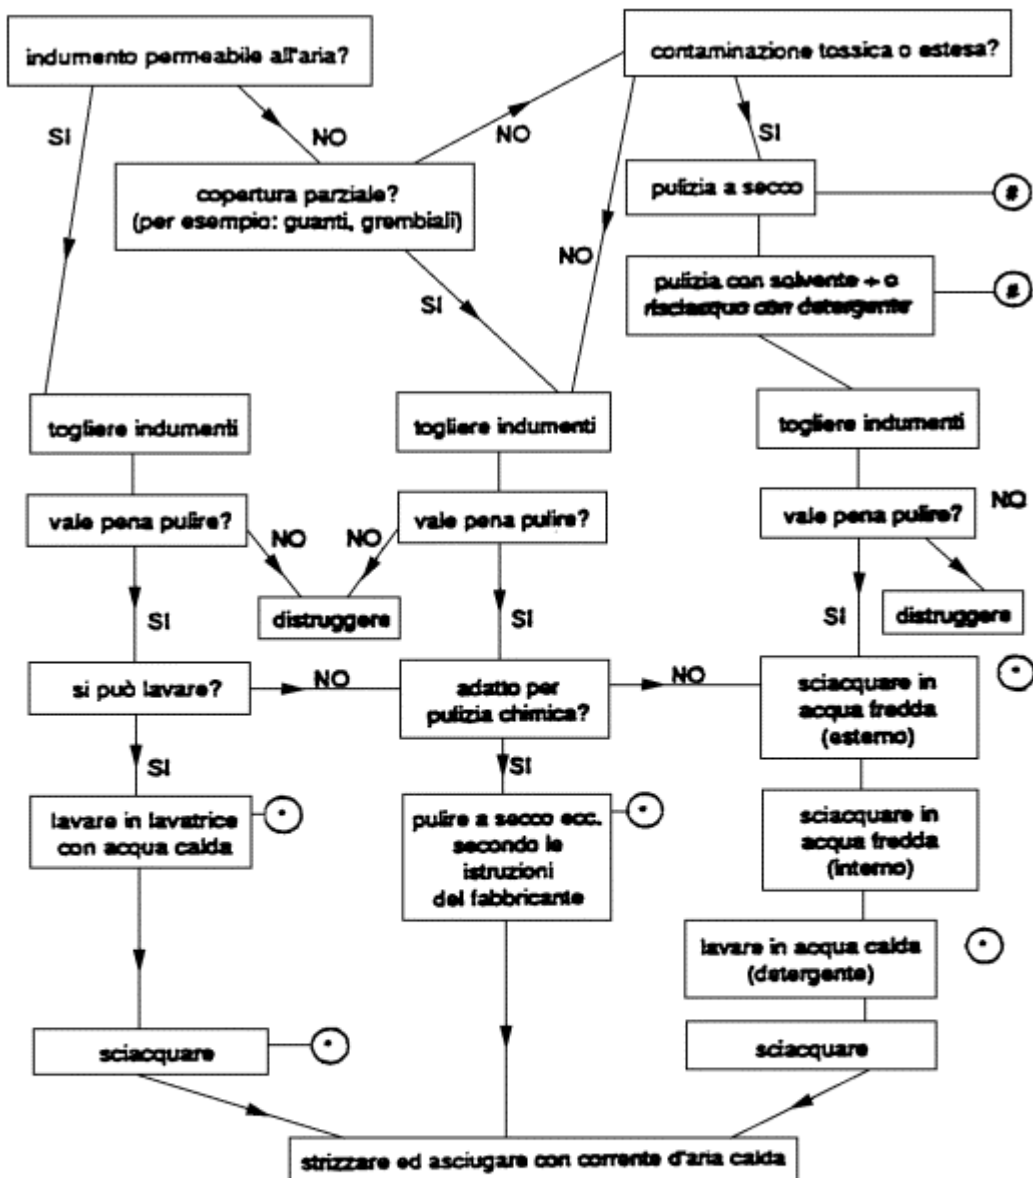 indumento permeabile all'aria?
contaminazione tossica o estesa?
SI
NO
NO
SI
copertura parziale?
(per esempio: guanti, grembiali)
pulizia a secco
#
NO
SI
pulizia con solvente + o
risciacquo con detergente
#
togliere indumenti
togliere indumenti
togliere indumenti
vale pena pulire?
NO
NO
vale pena pulire?
vale pena pulire?
NO
distruggere
distruggere
SI
SI
SI
si può lavare?
NO
adatto per
pulizia chimica?
NO
sciacquare in
acqua fredda
(esterno)
*
SI
SI
lavare in lavatrice
con acqua calda
*
pulire a secco ecc.
secondo le
istruzioni
del fabbricante
*
sciacquare in
acqua fredda
(interno)
lavare in acqua calda
(detergente)
*
sciacquare
*
sciacquare
strizzare ed asciugare con corrente d'aria calda